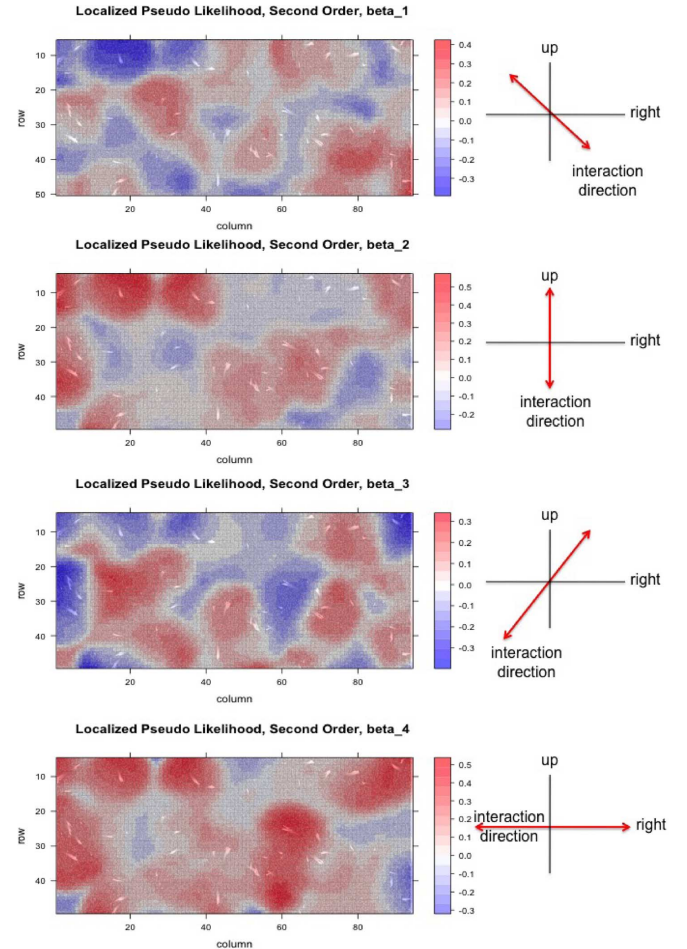 Localized Pseudo Likelihood, Second Order, beta_1
row
10
20
30
40
50
20
40
60
80
column
0.4
0.3
0.2
0.1
0.0
-0.1
-0.2
-0.3
up
right
interaction
direction
Localized Pseudo Likelihood, Second Order, beta_2
row
10
20
30
40
20
40
60
80
column
0.5
0.4
0.3
0.2
0.1
0.0
-0.1
-0.2
up
right
interaction
direction
Localized Pseudo Likelihood, Second Order, beta_3
row
10
20
30
40
20
40
60
80
column
0.3
0.2
0.1
0.0
-0.1
-0.2
-0.3
up
right
interaction
direction
Localized Pseudo Likelihood, Second Order, beta_4
row
10
20
30
40
20
40
60
80
column
0.5
0.4
0.3
0.2
0.1
0.0
-0.1
-0.2
-0.3
up
interaction
direction
right